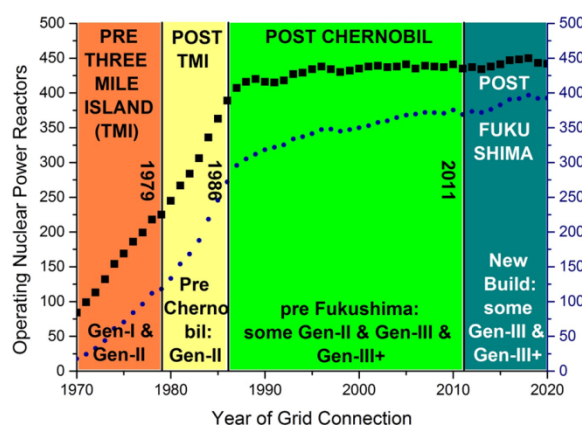 Operating Nuclear Power Reactors
500
450
400
350
300
250
200
150
100
50
0
PRE
THREE
MILE
ISLAND
(TMI)
1979
Gen-I &
Gen-II
POST
TMI
1986
Pre
Cherno
bil:
Gen-II
POST CHERNOBIL
2011
pre Fukushima:
some Gen-II & Gen-III &
Gen-III+
POST
FUKU
SHIMA
New
Build:
some
Gen-III &
Gen-III+
500
450
400
350
300
250
200
150
100
50
0
1970
1980
1990
2000
2010
2020
Year of Grid Connection